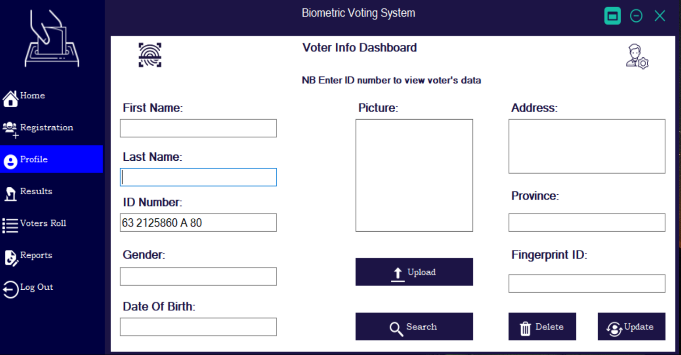 Biometric Voting System
Voter Info Dashboard
NB Enter ID number to view voter's data
Home
Registration
Profile
Results
Voters Roll
Reports
Log Out
First Name:
Last Name:
ID Number:
63 2125860 A 80
Gender:
Date Of Birth:
Picture:
Upload
Search
Address:
Province:
Fingerprint ID:
Delete
Update